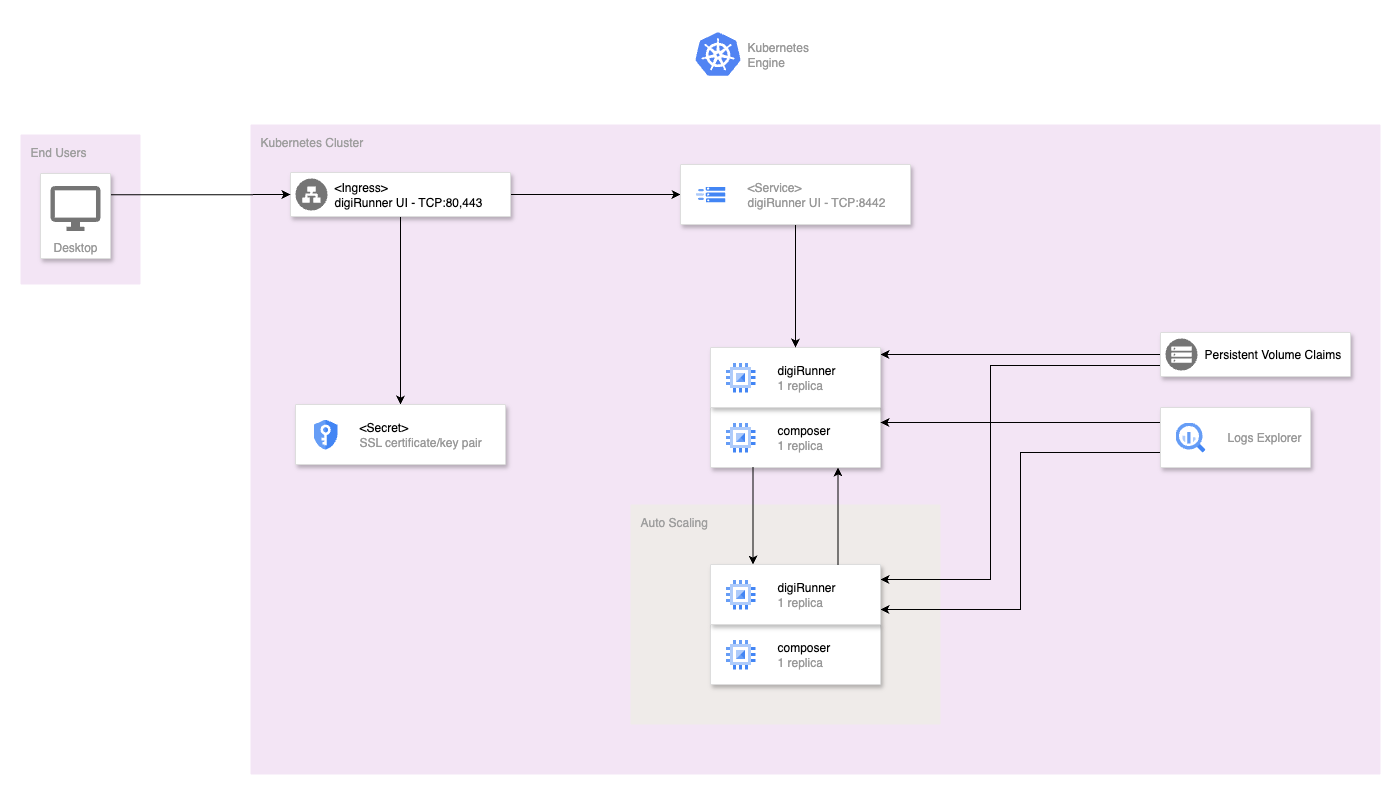 Kubernetes
Engine
End Users
Desktop
Kubernetes Cluster
<Ingress>
digiRunner UI - TCP:80,443
<Service>
digiRunner UI - TCP:8442
<Secret>
SSL certificate/key pair
digiRunner
1 replica
composer
1 replica
Persistent Volume Claims
Logs Explorer
Auto Scaling
digiRunner
1 replica
composer
1 replica